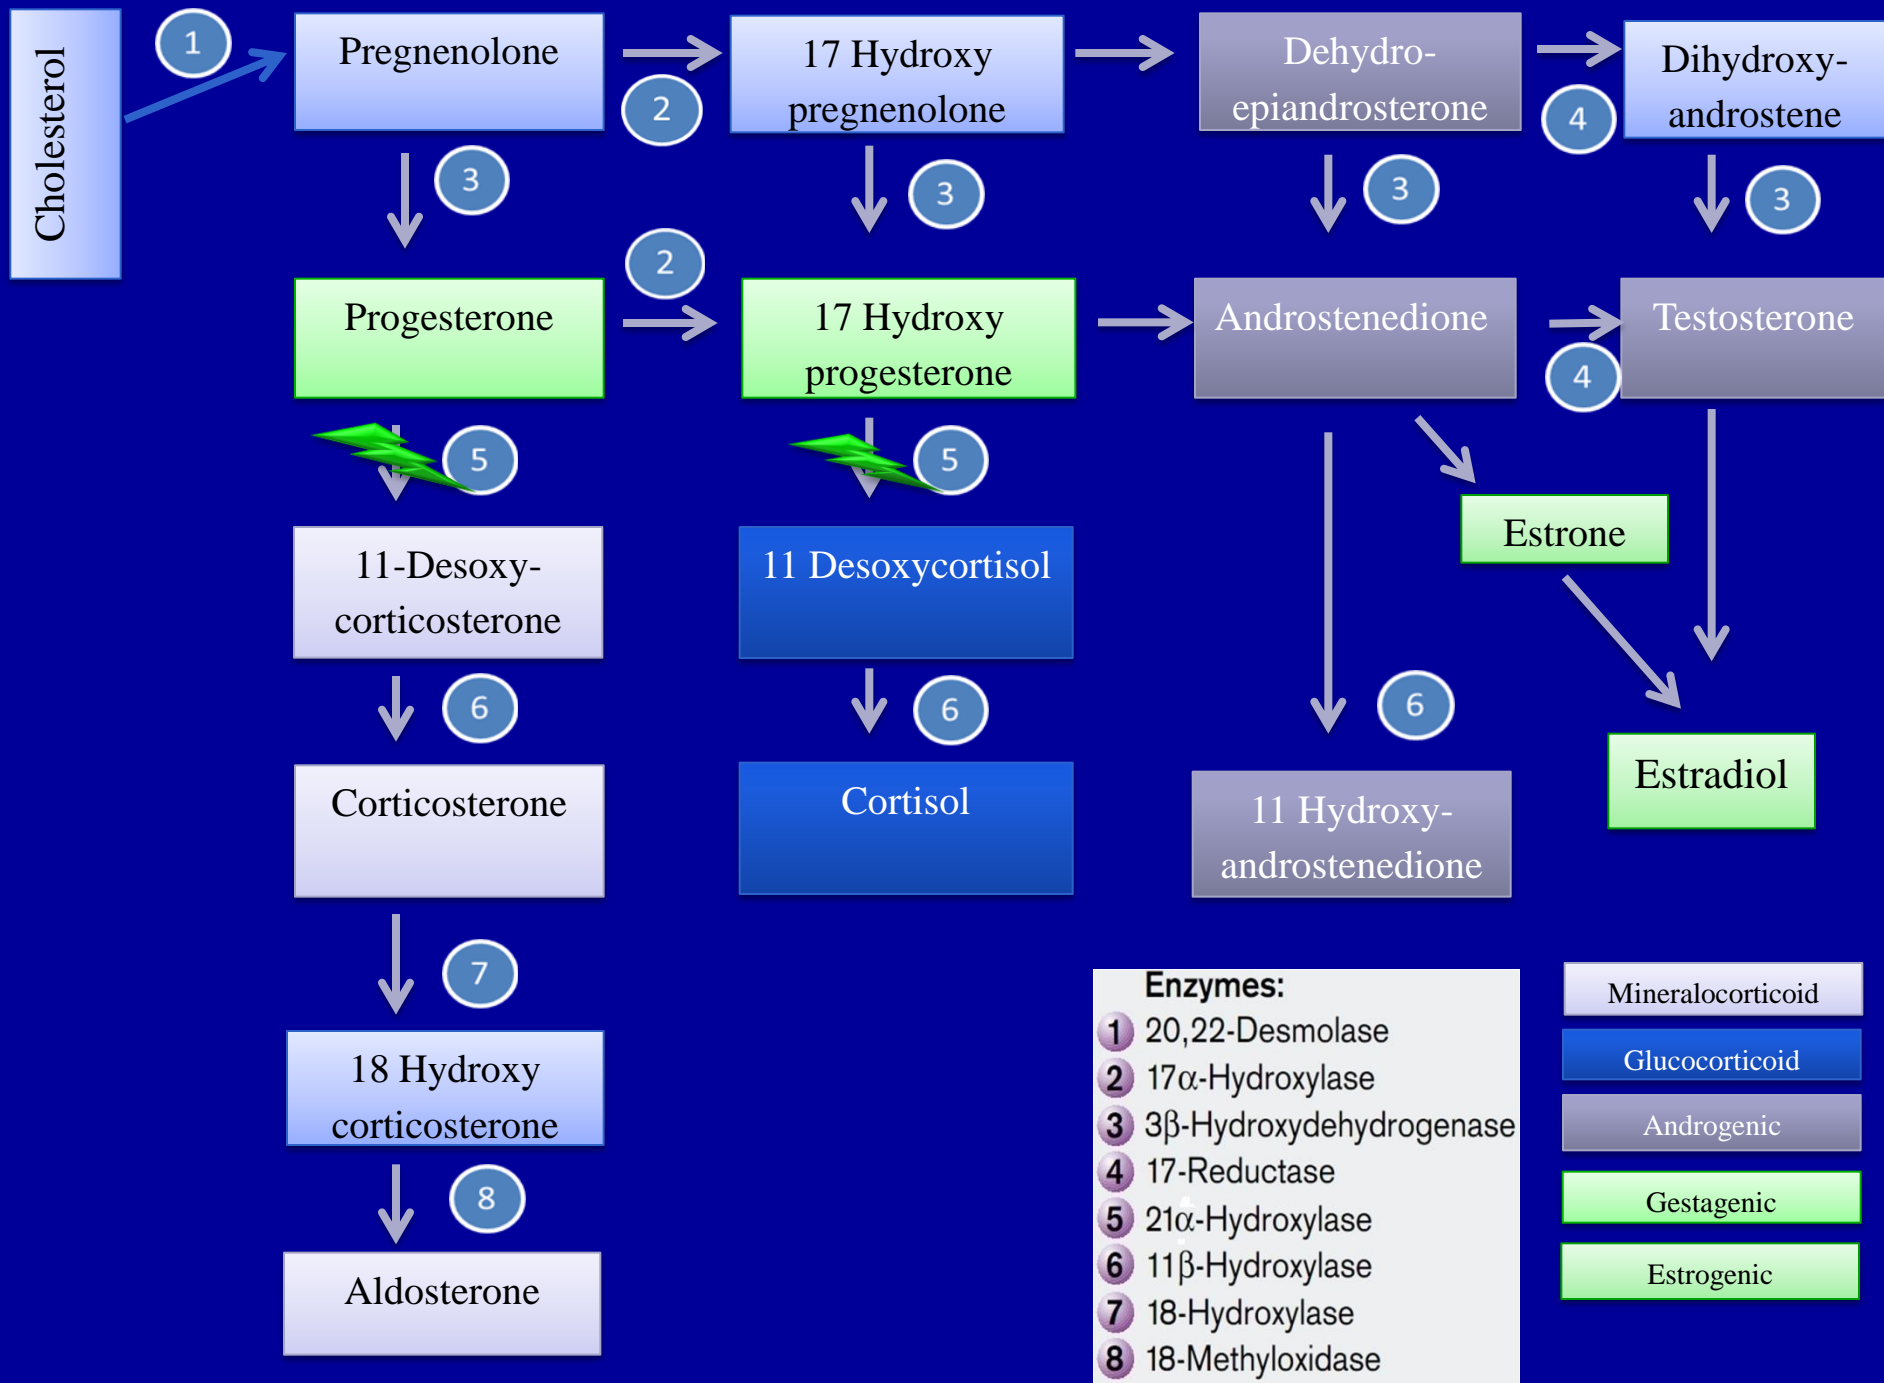 Cholesterol
1
Pregnenolone
2
17 Hydroxy
pregnenolone
Dehydro-
epiandrosterone
4
Dihydroxy-
androstene
3
3
3
3
Progesterone
2
17 Hydroxy
progesterone
Androstenedione
4
Testosterone
5
5
Estrone
11-Desoxy-
corticosterone
11 Desoxycortisol
6
6
6
Estradiol
Corticosterone
Cortisol
11 Hydroxy-
androstenedione
7
18 Hydroxy
corticosterone
8
Aldosterone
Enzymes:
1 20,22-Desmolase
2 17α-Hydroxylase
3 3β-Hydroxydehydrogenase
4 17-Reductase
5 21α-Hydroxylase
6 11β-Hydroxylase
7 18-Hydroxylase
8 18-Methyloxidase
Mineralocorticoid
Glucocorticoid
Androgenic
Gestagenic
Estrogenic